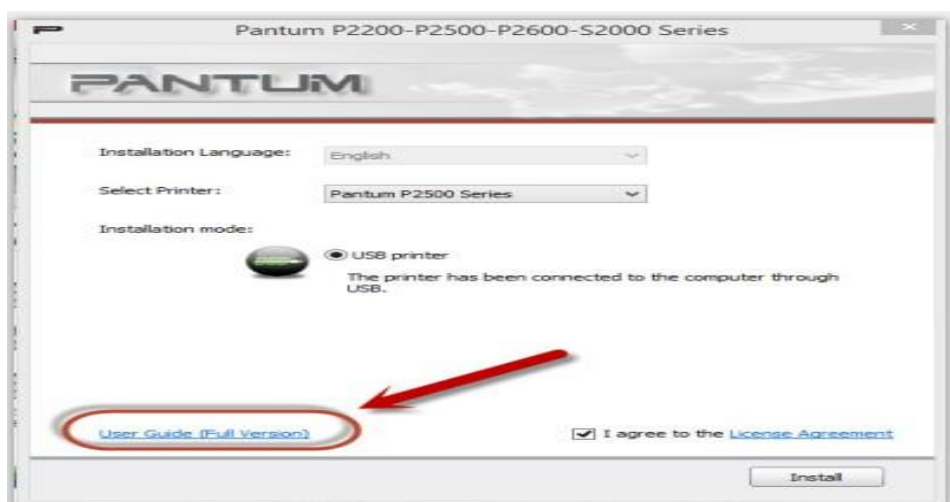 Pantum P2200-P2500-P2600-S2000 Series
PANTUM
Installation Language: English
Select Printer: Pantum P2500 Series
Installation mode:
USB printer
The printer has been connected to the computer through
USB.
User Guide (Full Version) I agree to the License Agreement
Install